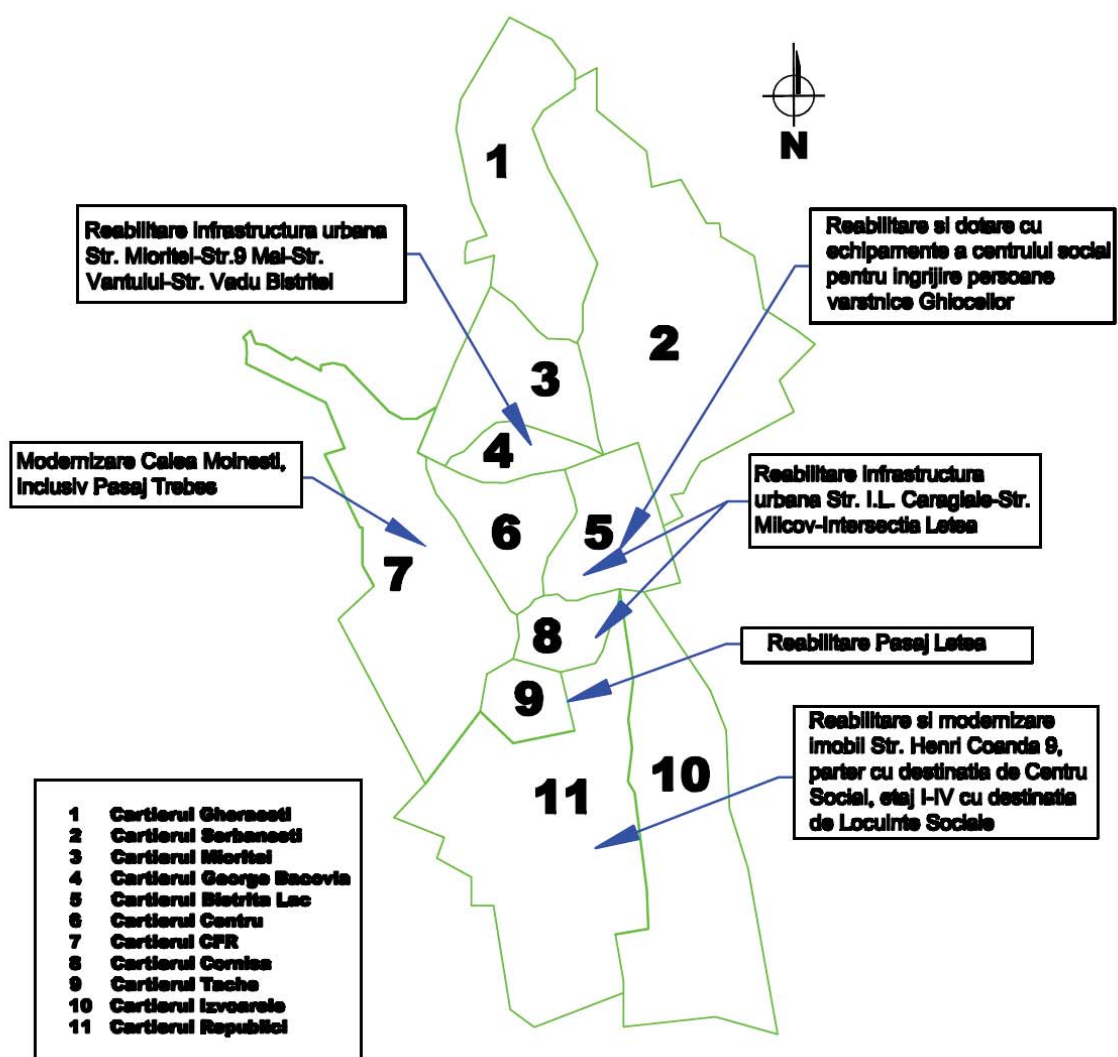 N
1
Reabilitare infrastructura urbana
Str. Mioritei-Str.9 Mai-Str.
Vantului-Str. Vadu Bistritei
Reabilitare si dotare cu
echipamente a centrului social
pentru ingrijire persoane
varstnice Ghioceilor
2
3
4
Modernizare Calea Moinesti,
inclusiv Pasaj Trebes
Reabilitare infrastructura
urbana Str. I.L. Caragiale-Str.
Milcov-Intersectia Letea
5
6
7
8
Reabilitare Pasaj Letea
9
Reabilitare si modernizare
imobil Str. Henri Coanda 9,
parter cu destinatia de Centru
Social, etaj I-IV cu destinatia
de Locuinte Sociale
10
11
1 Cartierul Gheraesti
2 Cartierul Serbanesti
3 Cartierul Mioritei
4 Cartierul George Bacovia
5 Cartierul Bistrita Lac
6 Cartierul Centru
7 Cartierul CFR
8 Cartierul Cornisa
9 Cartierul Tache
10 Cartierul Izvoarele
11 Cartierul Republici